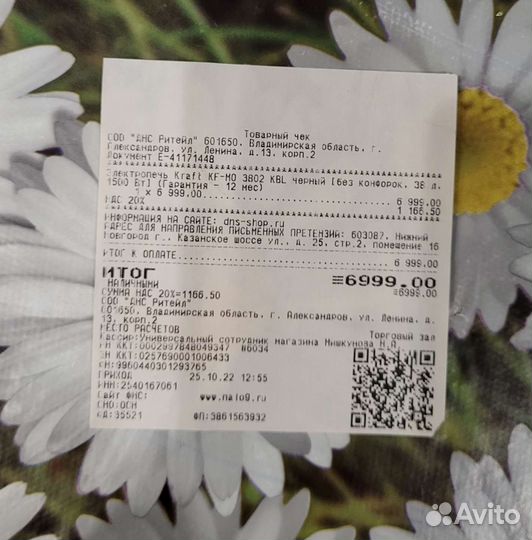 Товарный чек
ООО "ДНС Ритейл" 601650, Владимирская область, г.
Александров, ул. Ленина, д.13, корп.2
Документ Е-41171448
Электропечь Kraft KF-MO 3802 KBL черный [без конфорок, 38 л,
1500 Вт] (Гарантия - 12 мес)
1 x 6 999.00 6 999.00
НДС 20% 1 166.50
ИНФОРМАЦИЯ НА САЙТЕ: dns-shop.ru
АДРЕС ДЛЯ НАПРАВЛЕНИЯ ПИСЬМЕННЫХ ПРЕТЕНЗИЙ: 603087, Нижний
Новгород г., Казанское шоссе ул., д. 25, стр.2, помещение 16
ИТОГ К ОПЛАТЕ 6 999.00
ИТОГ ≡6999.00
НАЛИЧНЫМИ ≡6999.00
СУММА НДС 20%=1166.50
ООО "ДНС Ритейл"
601650, Владимирская область, г. Александров, ул. Ленина, д.
13, корп.2
МЕСТО РАСЧЕТОВ Торговый зал
Кассир:Универсальный сотрудник магазина Мишкунова Н.А.
РН ККТ:0002997848049347 #6034
ЗН ККТ:0257690001006433
ФН:9960440301293765
ПРИХОД 25.10.22 12:55
ИНН:2540167061
Сайт ФНС: www.nalog.ru
СНО:ОСН
ФД:35521 ФП:3861563932
Avito